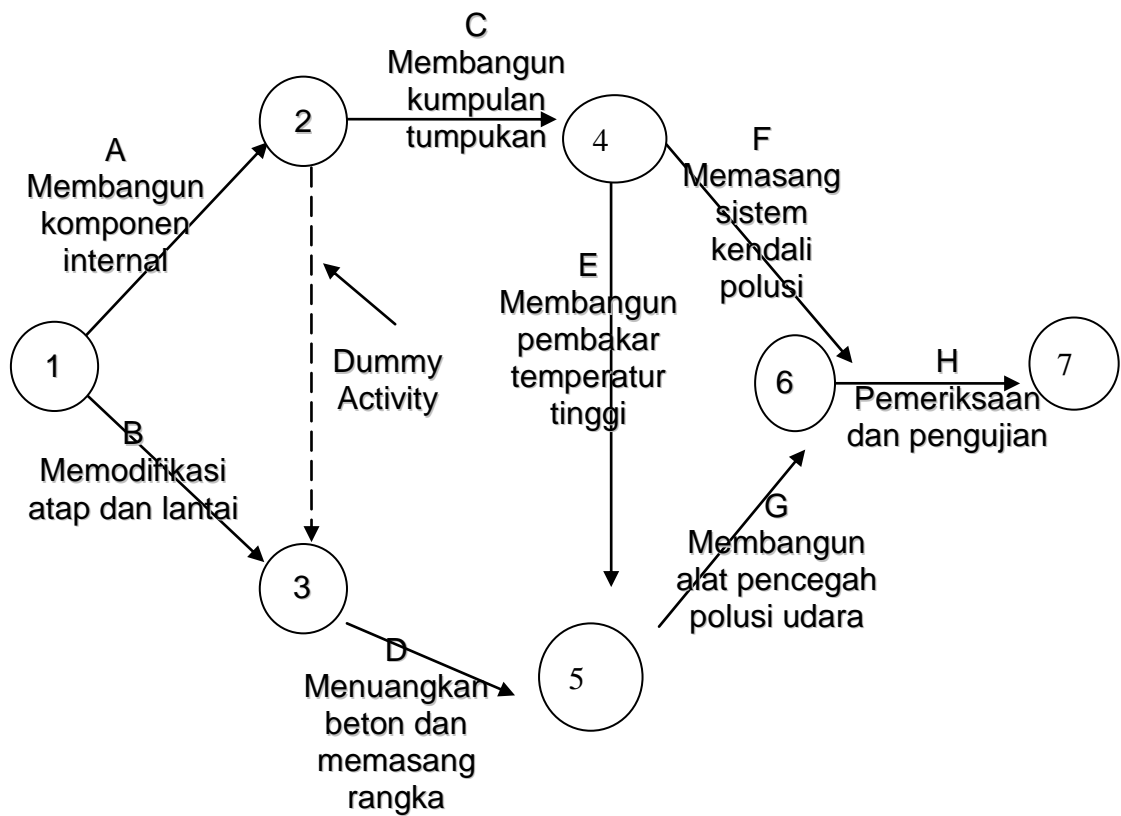 C
Membangun
kumpulan
tumpukan
2
4
A
Membangun
komponen
internal
F
Memasang
sistem
kendali
polusi
E
Membangun
pembakar
temperatur
tinggi
1
Dummy
Activity
6
H
Pemeriksaan
dan pengujian
7
B
Memodifikasi
atap dan lantai
G
Membangun
alat pencegah
polusi udara
3
D
Menuangkan
beton dan
memasang
rangka
5